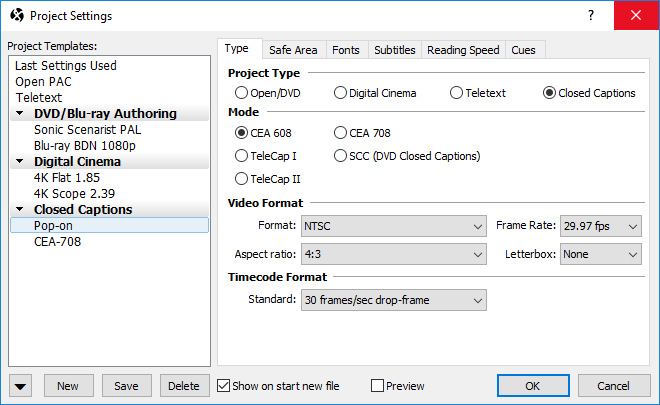 Project Settings
?
Project Templates:
Last Settings Used
Open PAC
Teletext
DVD/Blu-ray Authoring
Sonic Scenarist PAL
Blu-ray BDN 1080p
Digital Cinema
4K Flat 1.85
4K Scope 2.39
Closed Captions
Pop-on
CEA-708
Type Safe Area Fonts Subtitles Reading Speed Cues
Project Type
Open/DVD Digital Cinema Teletext Closed Captions
Mode
CEA 608 CEA 708
TeleCap I SCC (DVD Closed Captions)
TeleCap II
Video Format
Format: NTSC Frame Rate: 29.97 fps
Aspect ratio: 4:3 Letterbox: None
Timecode Format
Standard: 30 frames/sec drop-frame
New Save Delete Show on start new file Preview OK Cancel